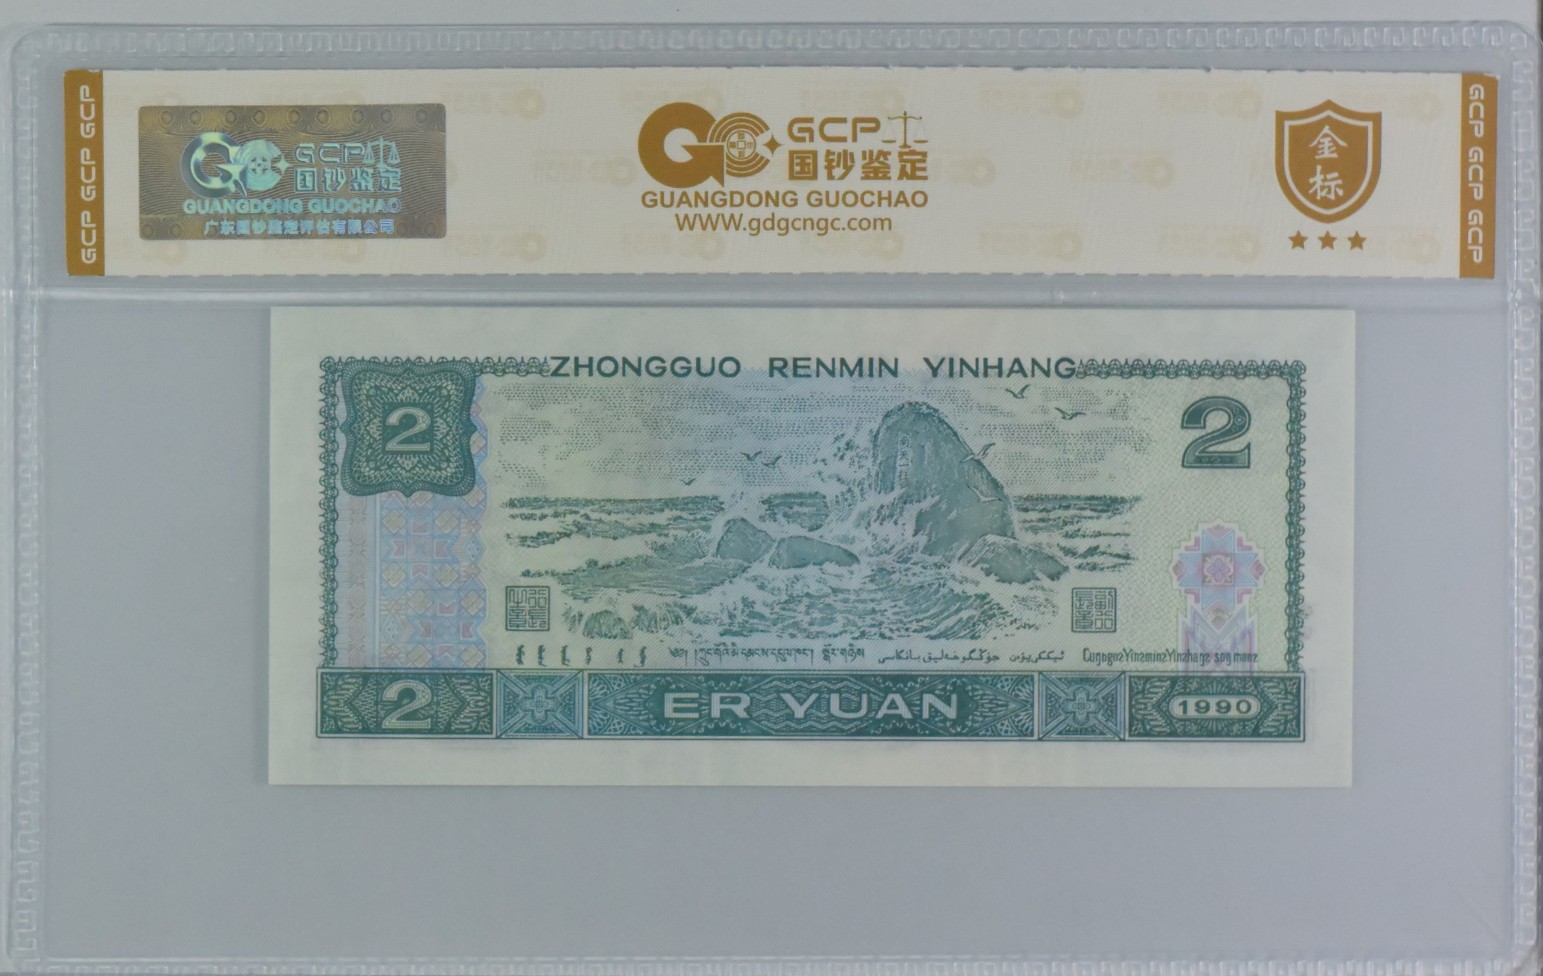 GCP GCP GCP
GCP
国钞鉴定
GUANGDONG GUOCHAO
广东国钞鉴定评估有限公司
GCP
国钞鉴定
GUANGDONG GUOCHAO
WWW.gdgcngc.com
金标
GCP GCP GCP
ZHONGGUO RENMIN YINHANG
2
2
2
ER YUAN
1990